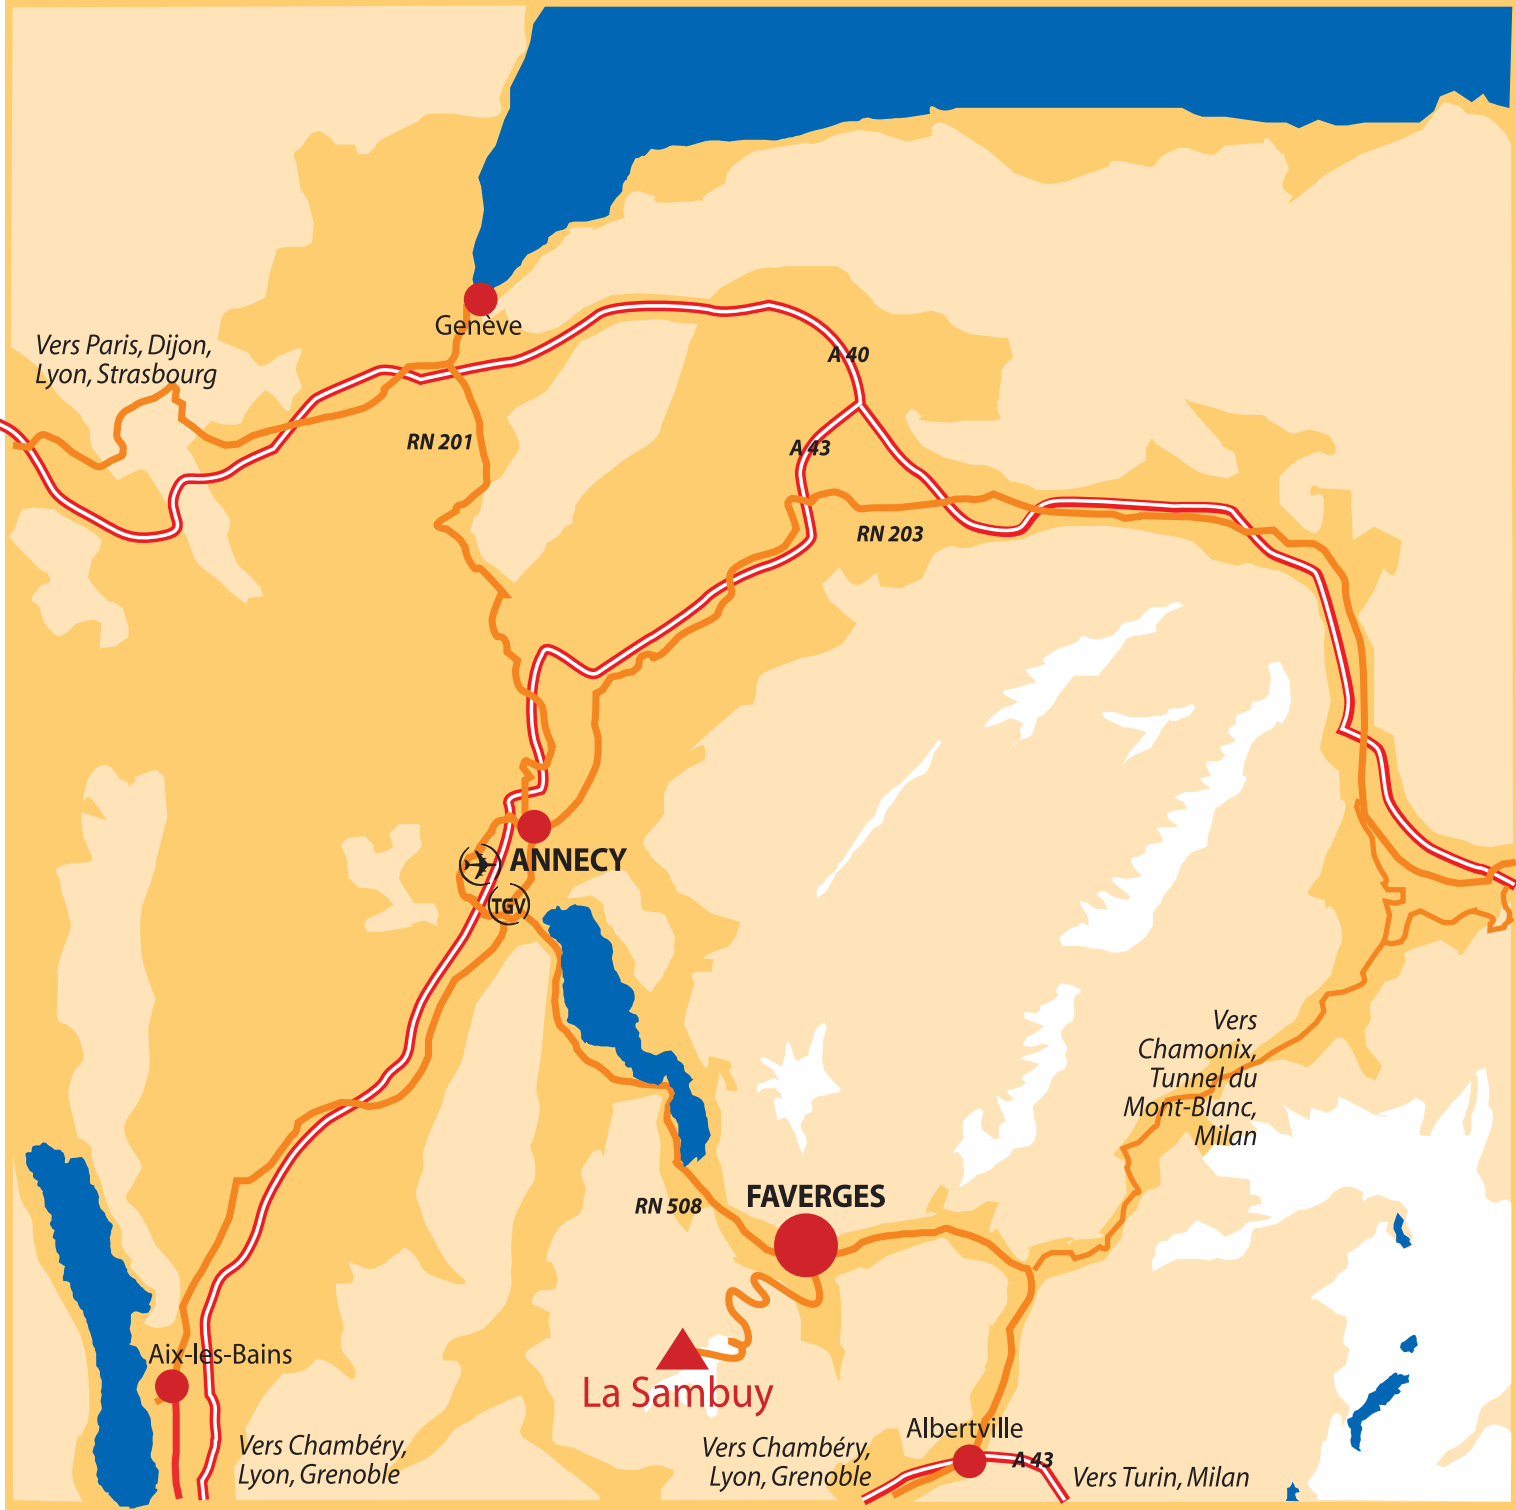 Genève
Vers Paris, Dijon,
Lyon, Strasbourg
A 40
RN 201
A 43
RN 203
ANNECY
TGV
Vers
Chamonix,
Tunnel du
Mont-Blanc,
Milan
FAVERGES
RN 508
Aix-les-Bains
La Sambuy
Albertville
Vers Chambéry,
Lyon, Grenoble
Vers Chambéry,
Lyon, Grenoble
A 43
Vers Turin, Milan